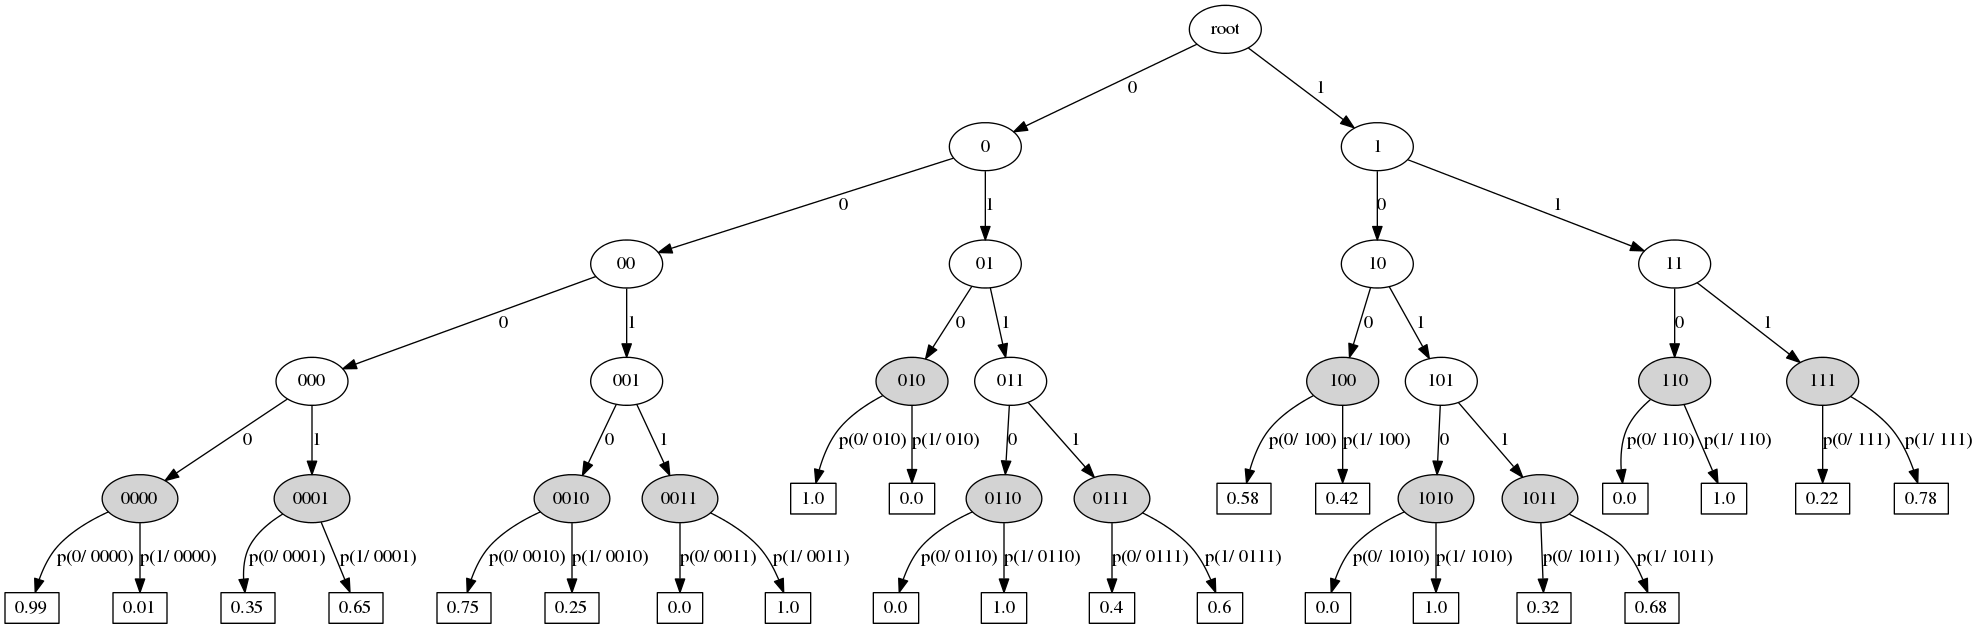 root
0 1
0 1
0 1 0 1
00 01 10 11
0 1 0 1 0 1 0 1
000 001 010 011 100 101 110 111
0 1 0 1 p(0/ 010) p(1/ 010) 0 1 p(0/ 100) p(1/ 100) 0 1 p(0/ 110) p(1/ 110) p(0/ 111) p(1/ 111)
0000 0001 0010 0011 1.0 0.0 0110 0111 0.58 0.42 1010 1011 0.0 1.0 0.22 0.78
p(0/ 0000) p(1/ 0000) p(0/ 0001) p(1/ 0001) p(0/ 0010) p(1/ 0010) p(0/ 0011) p(1/ 0011) p(0/ 0110) p(1/ 0110) p(0/ 0111) p(1/ 0111) p(0/ 1010) p(1/ 1010) p(0/ 1011) p(1/ 1011)
0.99 0.01 0.35 0.65 0.75 0.25 0.0 1.0 0.0 1.0 0.4 0.6 0.0 1.0 0.32 0.68